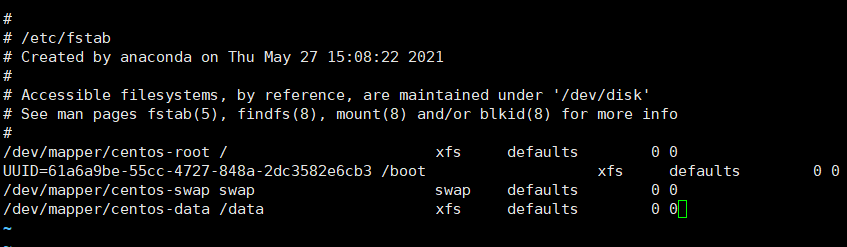 #
# /etc/fstab
# Created by anaconda on Thu May 27 15:08:22 2021
#
# Accessible filesystems, by reference, are maintained under '/dev/disk'
# See man pages fstab(5), findfs(8), mount(8) and/or blkid(8) for more info
#
/dev/mapper/centos-root /                       xfs     defaults        0 0
UUID=61a6a9be-55cc-4727-848a-2dc3582e6cb3 /boot                   xfs     defaults        0 0
/dev/mapper/centos-swap swap                    swap    defaults        0 0
/dev/mapper/centos-data /data                   xfs     defaults        0 0
~
~